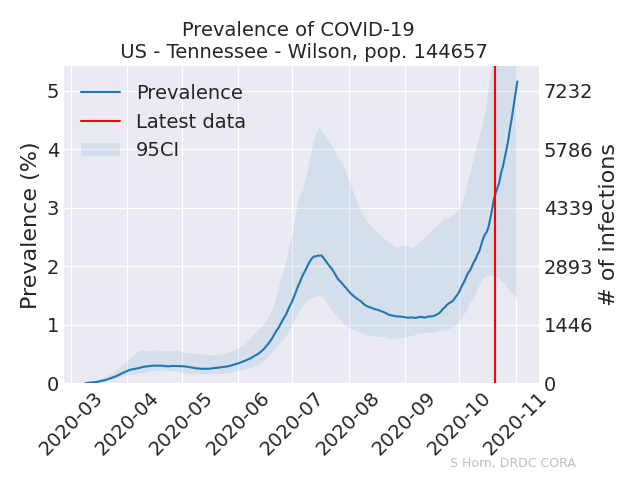 Prevalence of COVID-19
US - Tennessee - Wilson, pop. 144657
Prevalence (%)
5
4
3
2
1
0
Prevalence
Latest data
95CI
7232
5786
4339
2893
1446
0
# of infections
2020-03
2020-04
2020-05
2020-06
2020-07
2020-08
2020-09
2020-10
2020-11
S Horn, DRDC CORA